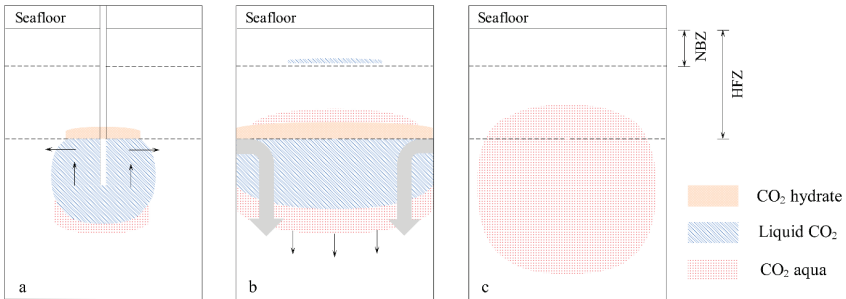 Seafloor
a
Seafloor
b
Seafloor
c
NBZ
HFZ
CO₂ hydrate
Liquid CO₂
CO₂ aqua